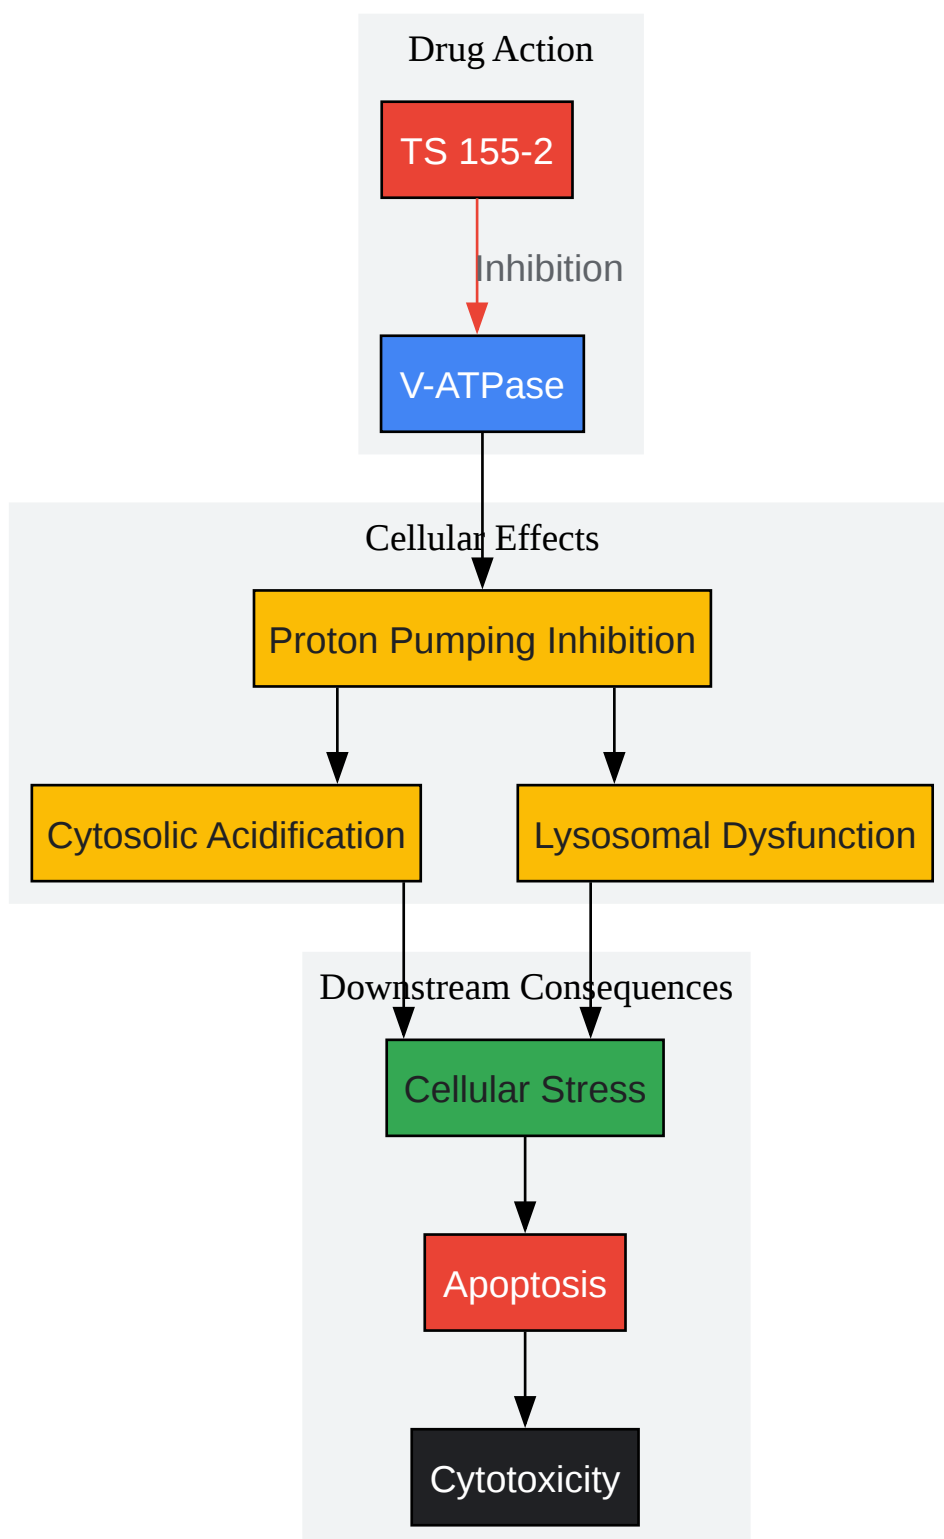 Drug Action
TS 155-2
Inhibition
V-ATPase
Cellular Effects
Proton Pumping Inhibition
Cytosolic Acidification
Lysosomal Dysfunction
Downstream Consequences
Cellular Stress
Apoptosis
Cytotoxicity